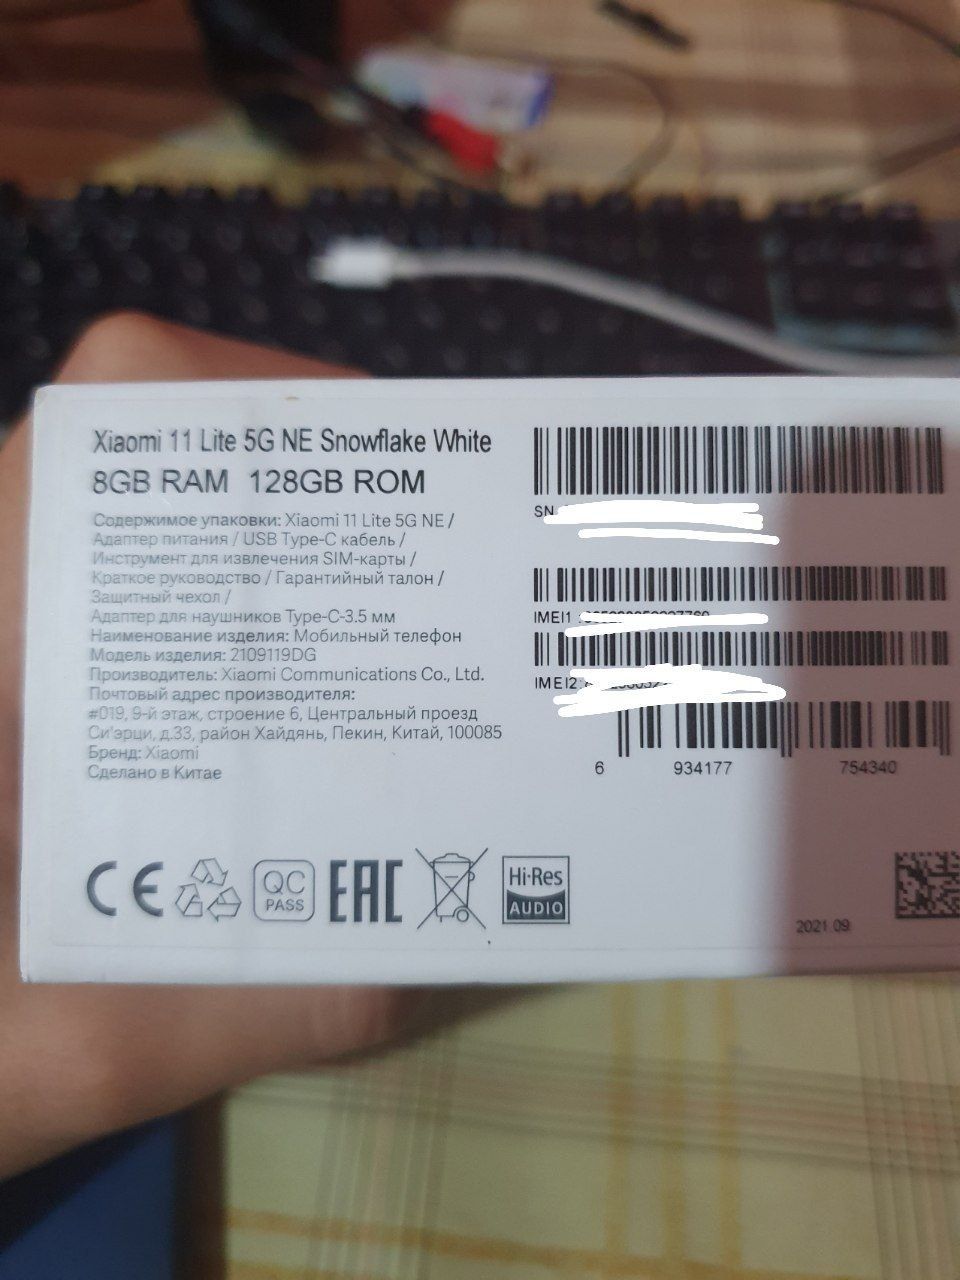 Xiaomi 11 Lite 5G NE Snowflake White
8GB RAM 128GB ROM
Содержимое упаковки: Xiaomi 11 Lite 5G NE /
Адаптер питания / USB Type-C кабель /
Инструмент для извлечения SIM-карты /
Краткое руководство / Гарантийный талон /
Защитный чехол /
Адаптер для наушников Type-C-3.5 мм
Наименование изделия: Мобильный телефон
Модель изделия: 2109119DG
Производитель: Xiaomi Communications Co., Ltd.
Почтовый адрес производителя:
#019, 9-й этаж, строение 6, Центральный проезд
Си'эрци, д.33, район Хайдянь, Пекин, Китай, 100085
Бренд: Xiaomi
Сделано в Китае
SN
IMEI1
IMEI2:
6 934177 754340
CE
QC
PASS
EAC
Hi-Res
AUDIO
2021.09